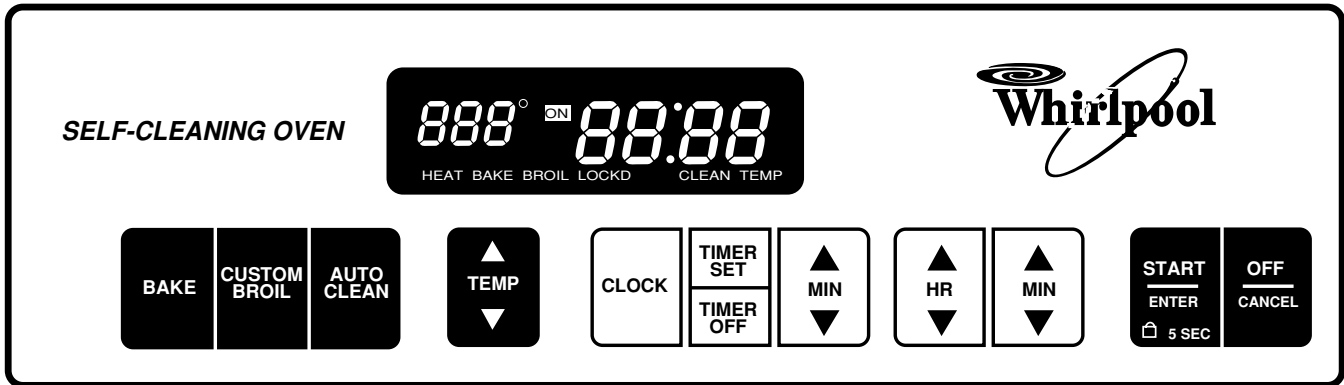 SELF-CLEANING OVEN
888° ON 88:88
HEAT BAKE BROIL LOCKD CLEAN TEMP
Whirlpool
BAKE
CUSTOM
BROIL
AUTO
CLEAN
TEMP
CLOCK
TIMER
SET
TIMER
OFF
MIN
HR
MIN
START
ENTER
5 SEC
OFF
CANCEL